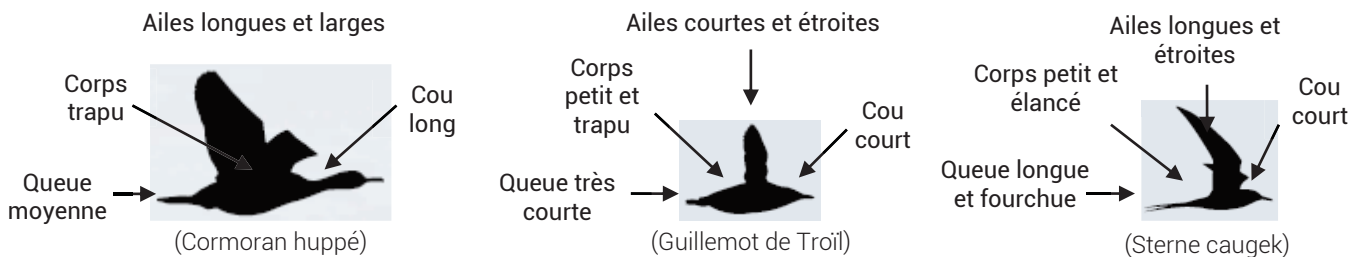 Ailes longues et larges
Corps
trapu
Cou
long
Queue
moyenne
(Cormoran huppé)
Ailes courtes et étroites
Corps
petit et
trapu
Cou
court
Queue très
courte
(Guillemot de Troïl)
Ailes longues et
étroites
Corps petit et
élancé
Cou
court
Queue longue
et fourchue
(Sterne caugek)